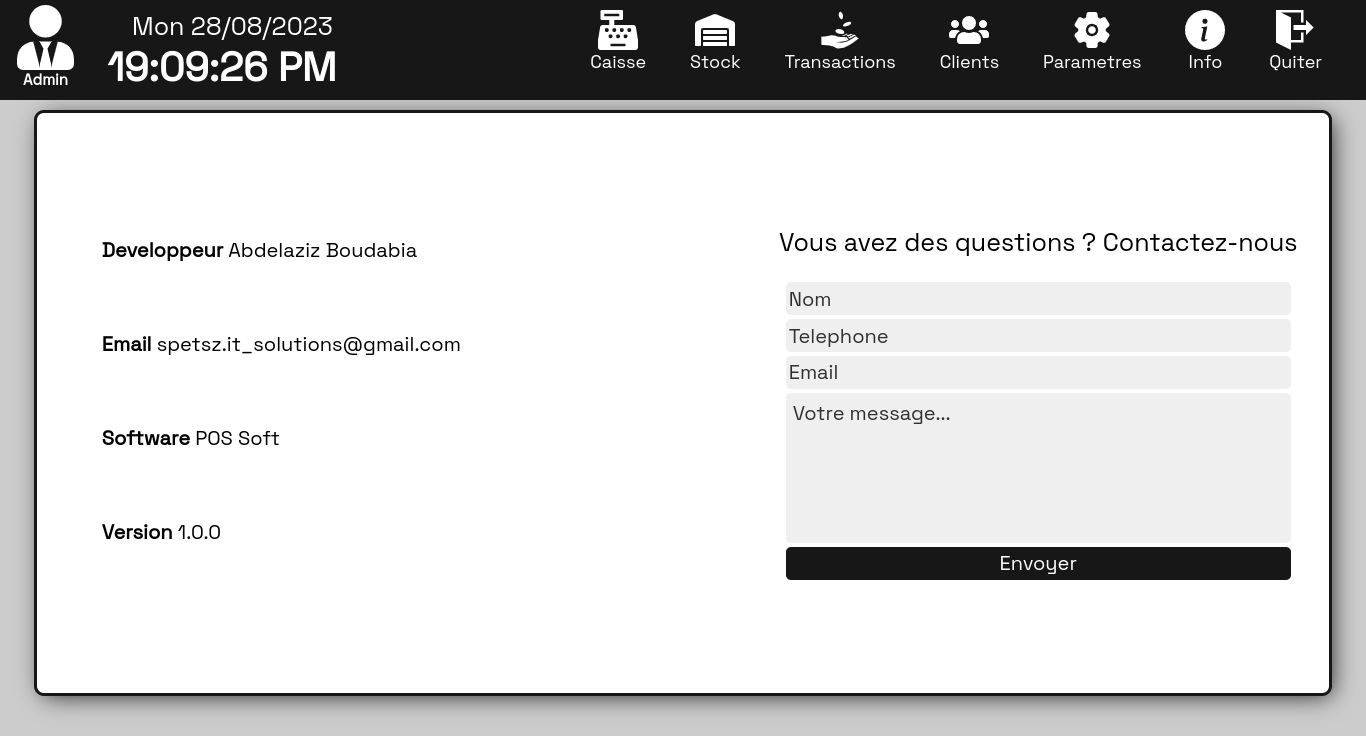 Mon 28/08/2023
19:09:26 PM
Admin
Caisse
Stock
Transactions
Clients
Parametres
Info
Quiter
Developpeur Abdelaziz Boudabia
Email spetsz.it_solutions@gmail.com
Software POS Soft
Version 1.0.0
Vous avez des questions ? Contactez-nous
Nom
Telephone
Email
Votre message...
Envoyer